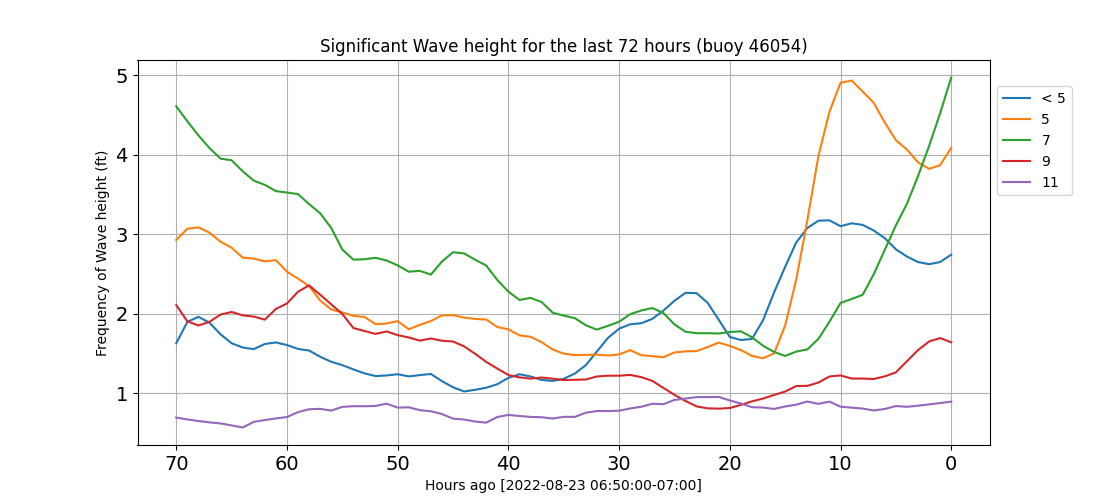 Significant Wave height for the last 72 hours (buoy 46054)
Frequency of Wave height (ft)
5
4
3
2
1
70 60 50 40 30 20 10 0
Hours ago [2022-08-23 06:50:00-07:00]
< 5
5
7
9
11